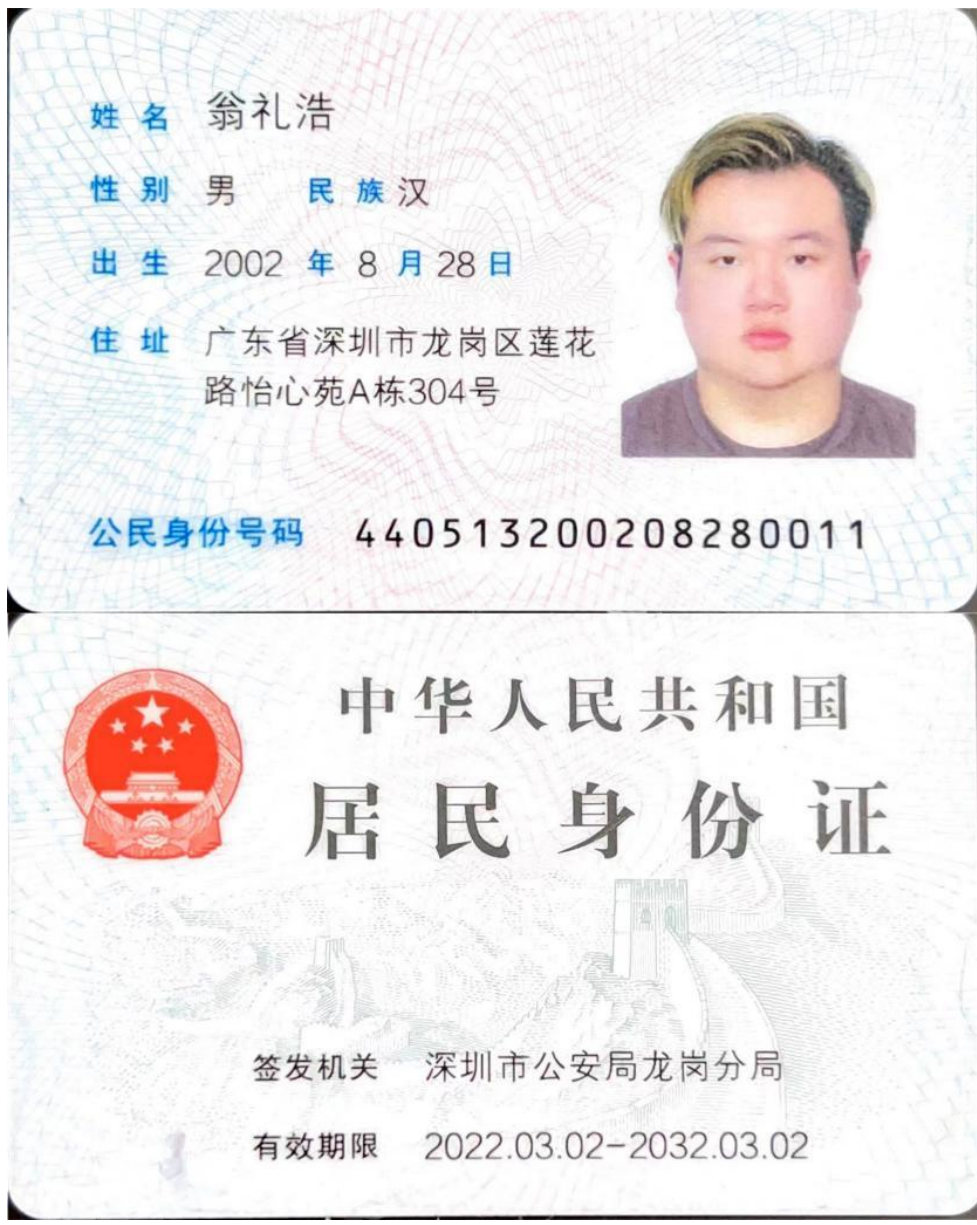 姓名 翁礼浩
性别 男 民族 汉
出生 2002 年 8 月 28 日
住址 广东省深圳市龙岗区莲花
路怡心苑A栋304号
公民身份号码 440513200208280011
中华人民共和国
居民身份证
签发机关 深圳市公安局龙岗分局
有效期限 2022.03.02-2032.03.02